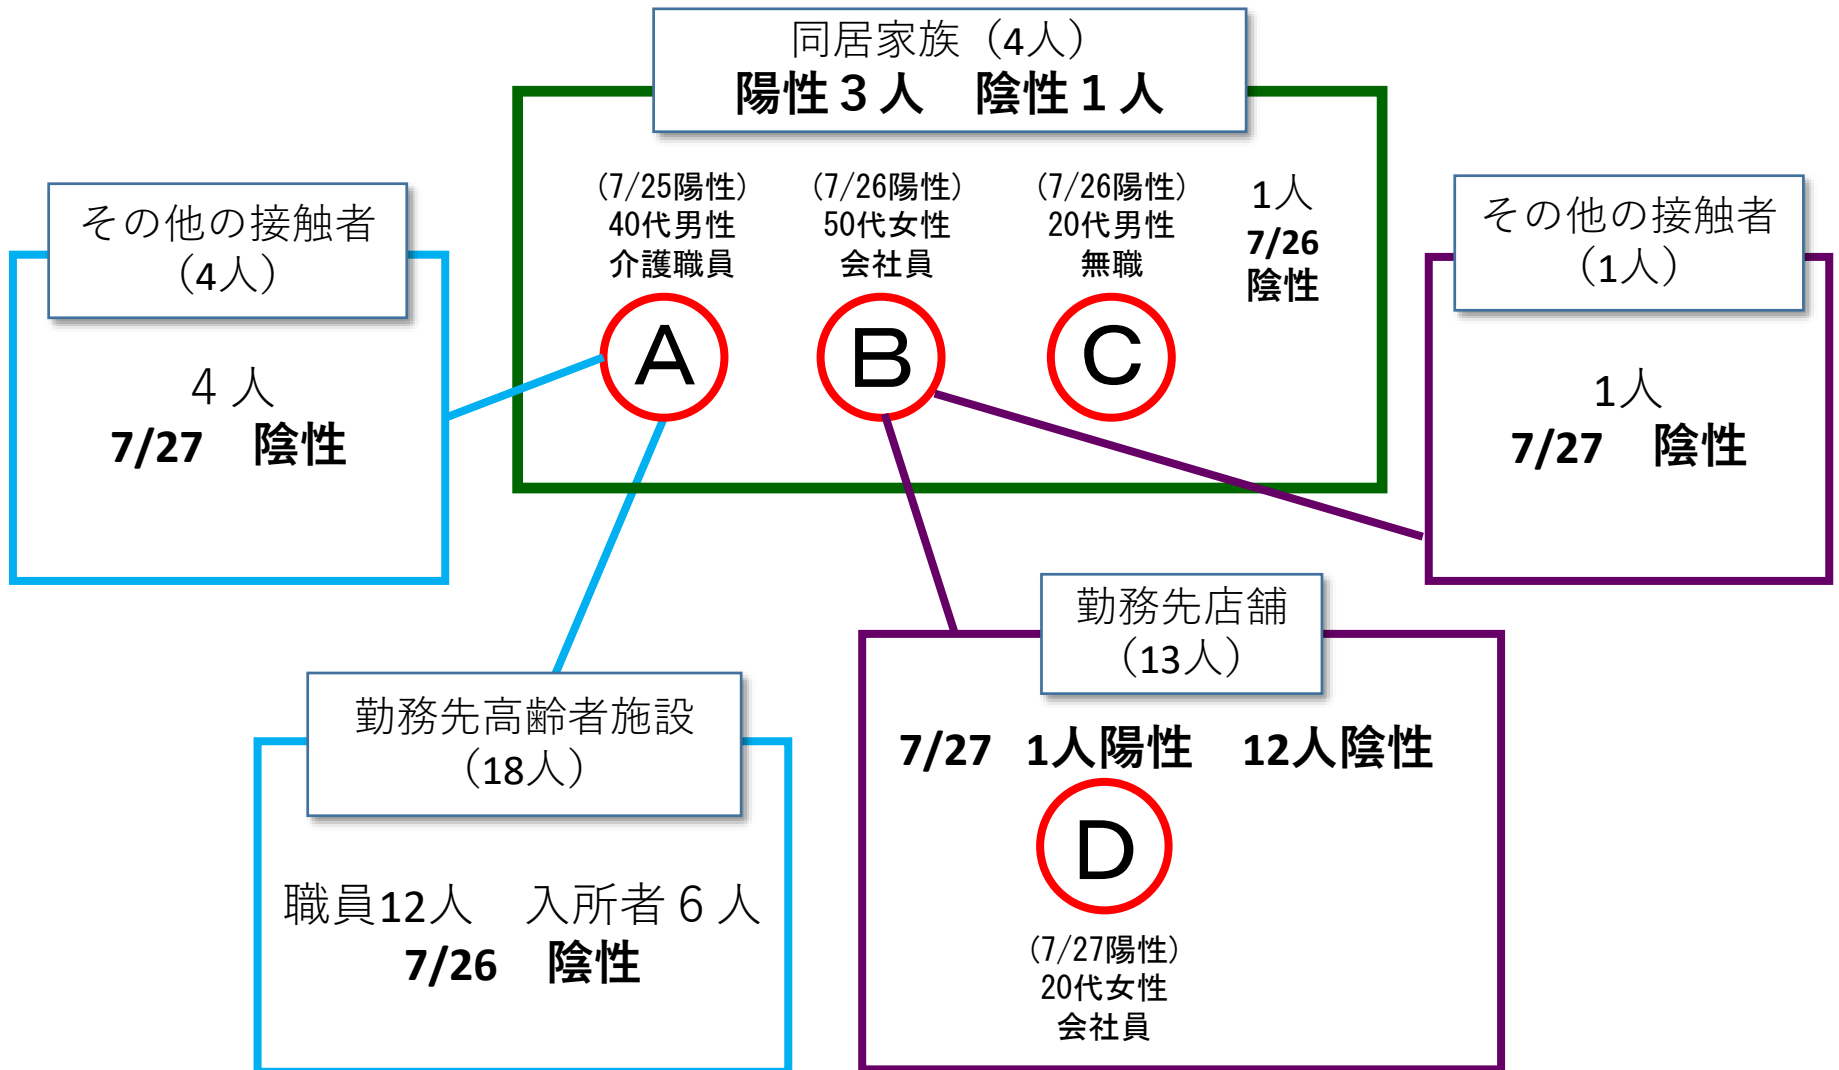 同居家族（4人）
陽性３人　陰性１人
(7/25陽性)
40代男性
介護職員
A
(7/26陽性)
50代女性
会社員
B
(7/26陽性)
20代男性
無職
C
1人
7/26
陰性
その他の接触者
（4人）
４人
7/27　陰性
その他の接触者
（1人）
1人
7/27　陰性
勤務先高齢者施設
（18人）
職員12人　入所者６人
7/26　陰性
勤務先店舗
（13人）
7/27　1人陽性　12人陰性
D
(7/27陽性)
20代女性
会社員